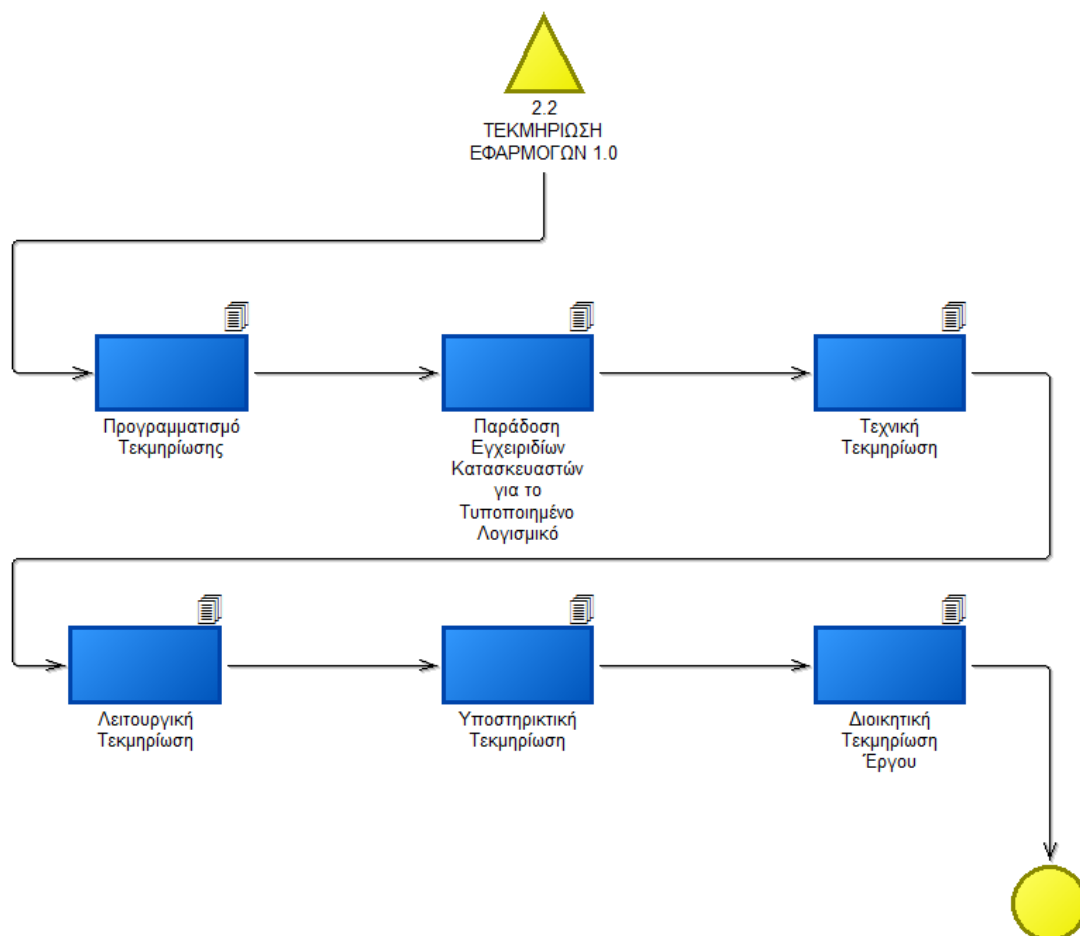 2.2
ΤΕΚΜΗΡΙΩΣΗ
ΕΦΑΡΜΟΓΩΝ 1.0
Προγραμματισμό
Τεκμηρίωσης
Παράδοση
Εγχειριδίων
Κατασκευαστών
για το
Τυποποιημένο
Λογισμικό
Τεχνική
Τεκμηρίωση
Λειτουργική
Τεκμηρίωση
Υποστηρικτική
Τεκμηρίωση
Διοικητική
Τεκμηρίωση
Έργου